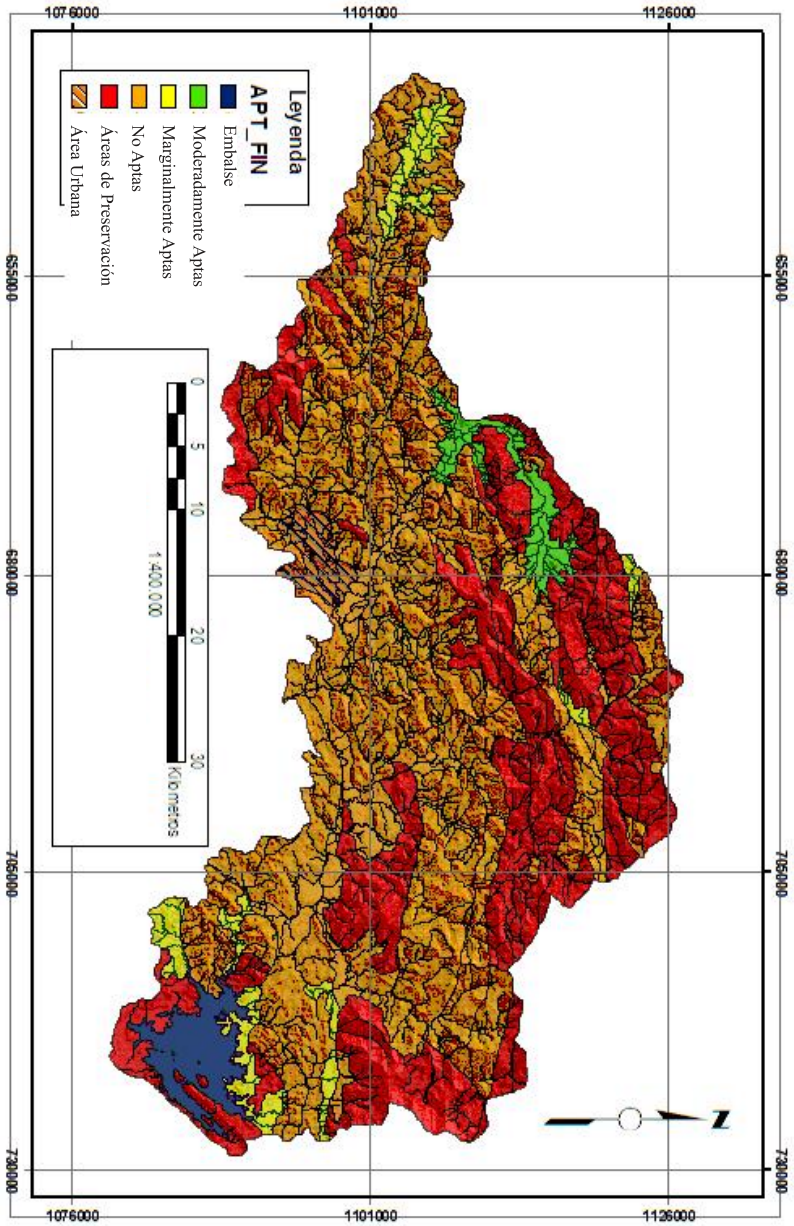 655000 680000 705000 730000
1126000 1126000
1101000 1101000
1076000 1076000
N
Leyenda
APT_FIN
Embalse
Moderadamente Aptas
Marginalmente Aptas
No Aptas
Áreas de Preservación
Área Urbana
0 5 10 20 30
Kilometros
1:400.000
655000 680000 705000 730000